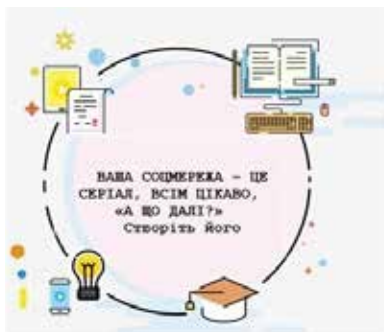 ВАША СОЦМЕРЕЖА – ЦЕ
СЕРІАЛ, ВСІМ ЦІКАВО,
«А ЩО ДАЛІ?»
Створіть його